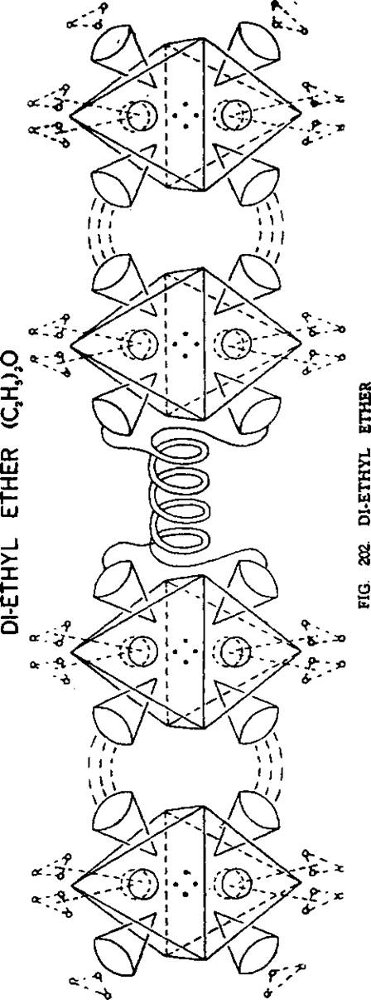 DI-ETHYL ETHER (C₂H₅)₂O
FIG. 202. DI-ETHYL ETHER